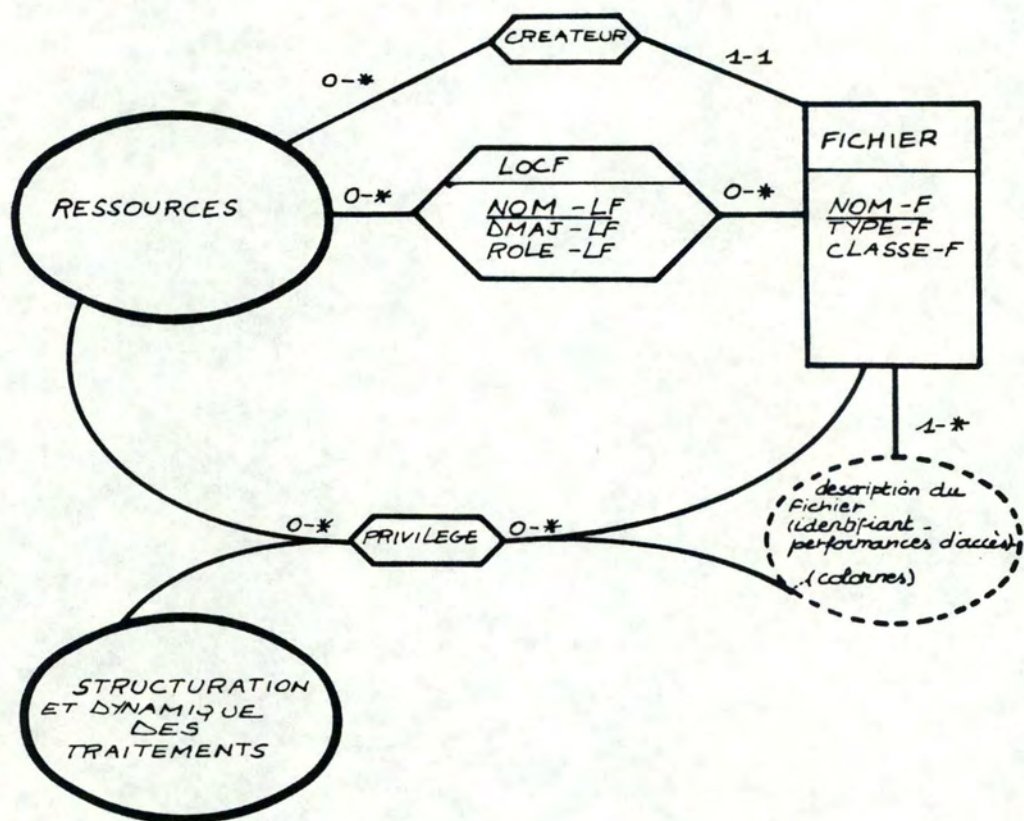 CREATEUR
0-*
1-1
FICHIER
LOCF
RESSOURCES
0-*
0-*
NOM-LF
DMAJ-LF
ROLE-LF
NOM-F
TYPE-F
CLASSE-F
1-*
description du
Fichier
(identifiant -
performances d'accès)
(colonnes)
0-*
PRIVILEGE
0-*
STRUCTURATION
ET DYNAMIQUE
DES
TRAITEMENTS